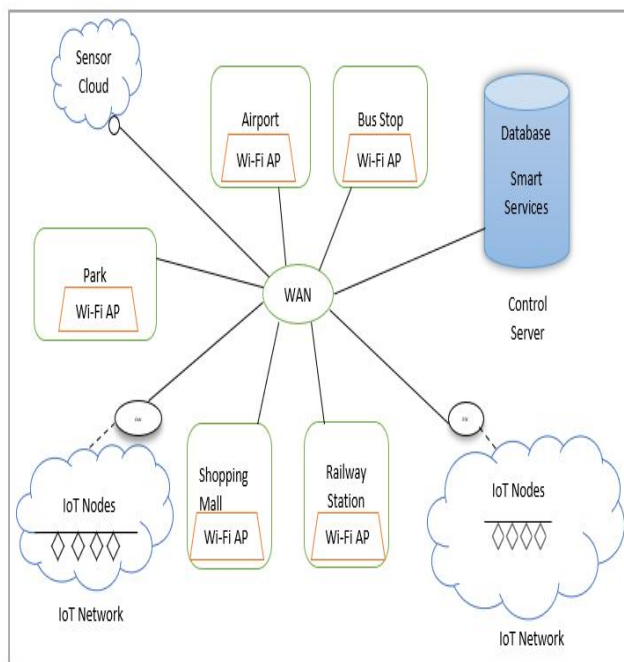 Sensor
Cloud
Airport
Wi-Fi AP
Bus Stop
Wi-Fi AP
Database
Smart
Services
Control
Server
Park
Wi-Fi AP
WAN
Shopping
Mall
Wi-Fi AP
Railway
Station
Wi-Fi AP
IoT Nodes
IoT Network
IoT Nodes
IoT Network